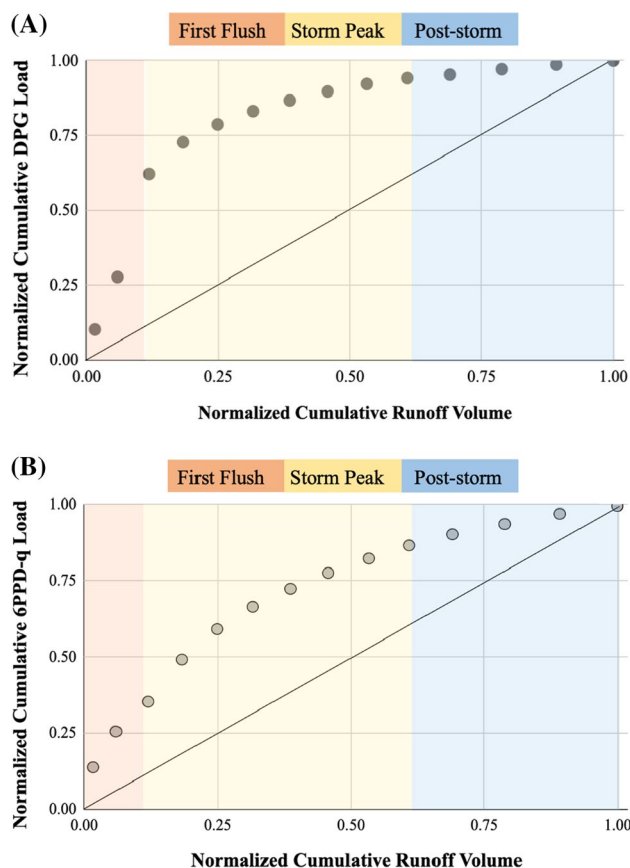 (A)
First Flush Storm Peak Post-storm
Normalized Cumulative DPG Load
1.00
0.75
0.50
0.25
0.00
0.00 0.25 0.50 0.75 1.00
Normalized Cumulative Runoff Volume
(B)
First Flush Storm Peak Post-storm
Normalized Cumulative 6PPD-q Load
1.00
0.75
0.50
0.25
0.00
0.00 0.25 0.50 0.75 1.00
Normalized Cumulative Runoff Volume